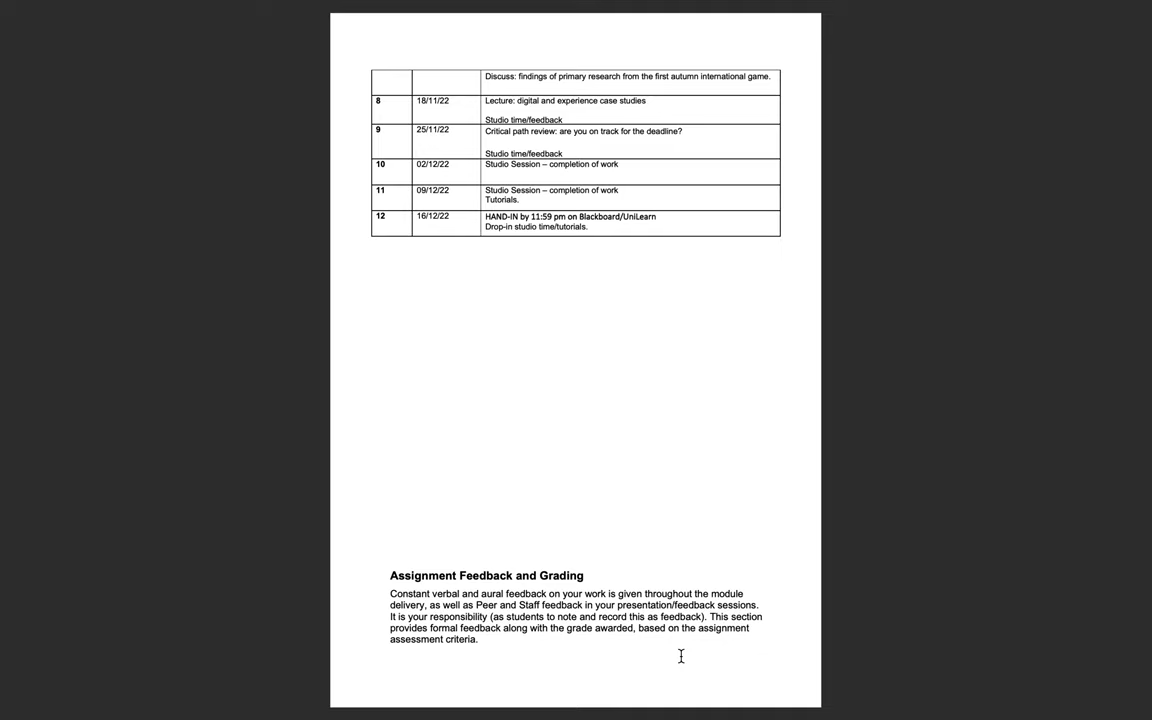 Discuss: findings of primary research from the first autumn international game.
8 18/11/22 Lecture: digital and experience case studies
Studio time/feedback
9 25/11/22 Critical path review: are you on track for the deadline?
Studio time/feedback
10 02/12/22 Studio Session – completion of work
11 09/12/22 Studio Session – completion of work
Tutorials.
12 16/12/22 HAND-IN by 11:59 pm on Blackboard/UniLearn
Drop-in studio time/tutorials.
Assignment Feedback and Grading
Constant verbal and aural feedback on your work is given throughout the module
delivery, as well as Peer and Staff feedback in your presentation/feedback sessions.
It is your responsibility (as students to note and record this as feedback). This section
provides formal feedback along with the grade awarded, based on the assignment
assessment criteria.